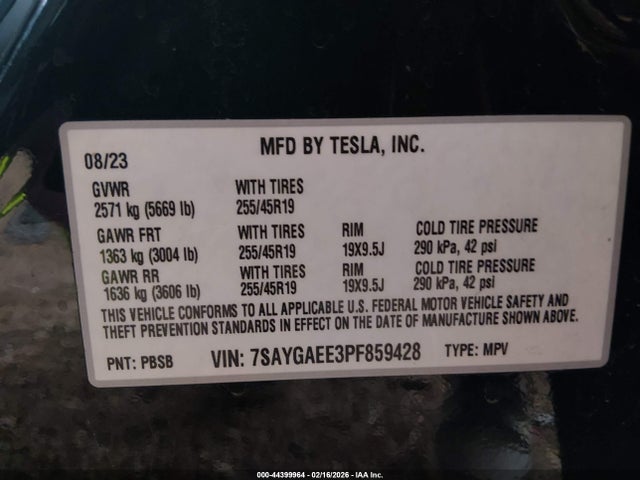 MFD BY TESLA, INC.
08/23
GVWR WITH TIRES
2571 kg (5669 lb) 255/45R19
GAWR FRT WITH TIRES RIM COLD TIRE PRESSURE
1363 kg (3004 lb) 255/45R19 19X9.5J 290 kPa, 42 psi
GAWR RR WITH TIRES RIM COLD TIRE PRESSURE
1636 kg (3606 lb) 255/45R19 19X9.5J 290 kPa, 42 psi
THIS VEHICLE CONFORMS TO ALL APPLICABLE U.S. FEDERAL MOTOR VEHICLE SAFETY AND
THEFT PREVENTION STANDARDS IN EFFECT ON THE DATE OF MANUFACTURE SHOWN ABOVE.
PNT: PBSB VIN: 7SAYGAEE3PF859428 TYPE: MPV
000-44399964 - 02/16/2026 - IAA Inc.